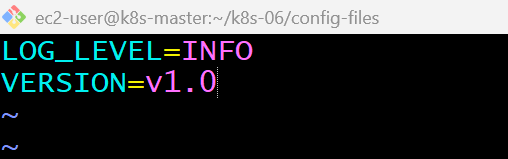 ec2-user@k8s-master:~/k8s-06/config-files
LOG_LEVEL=INFO
VERSION=v1.0
~
~